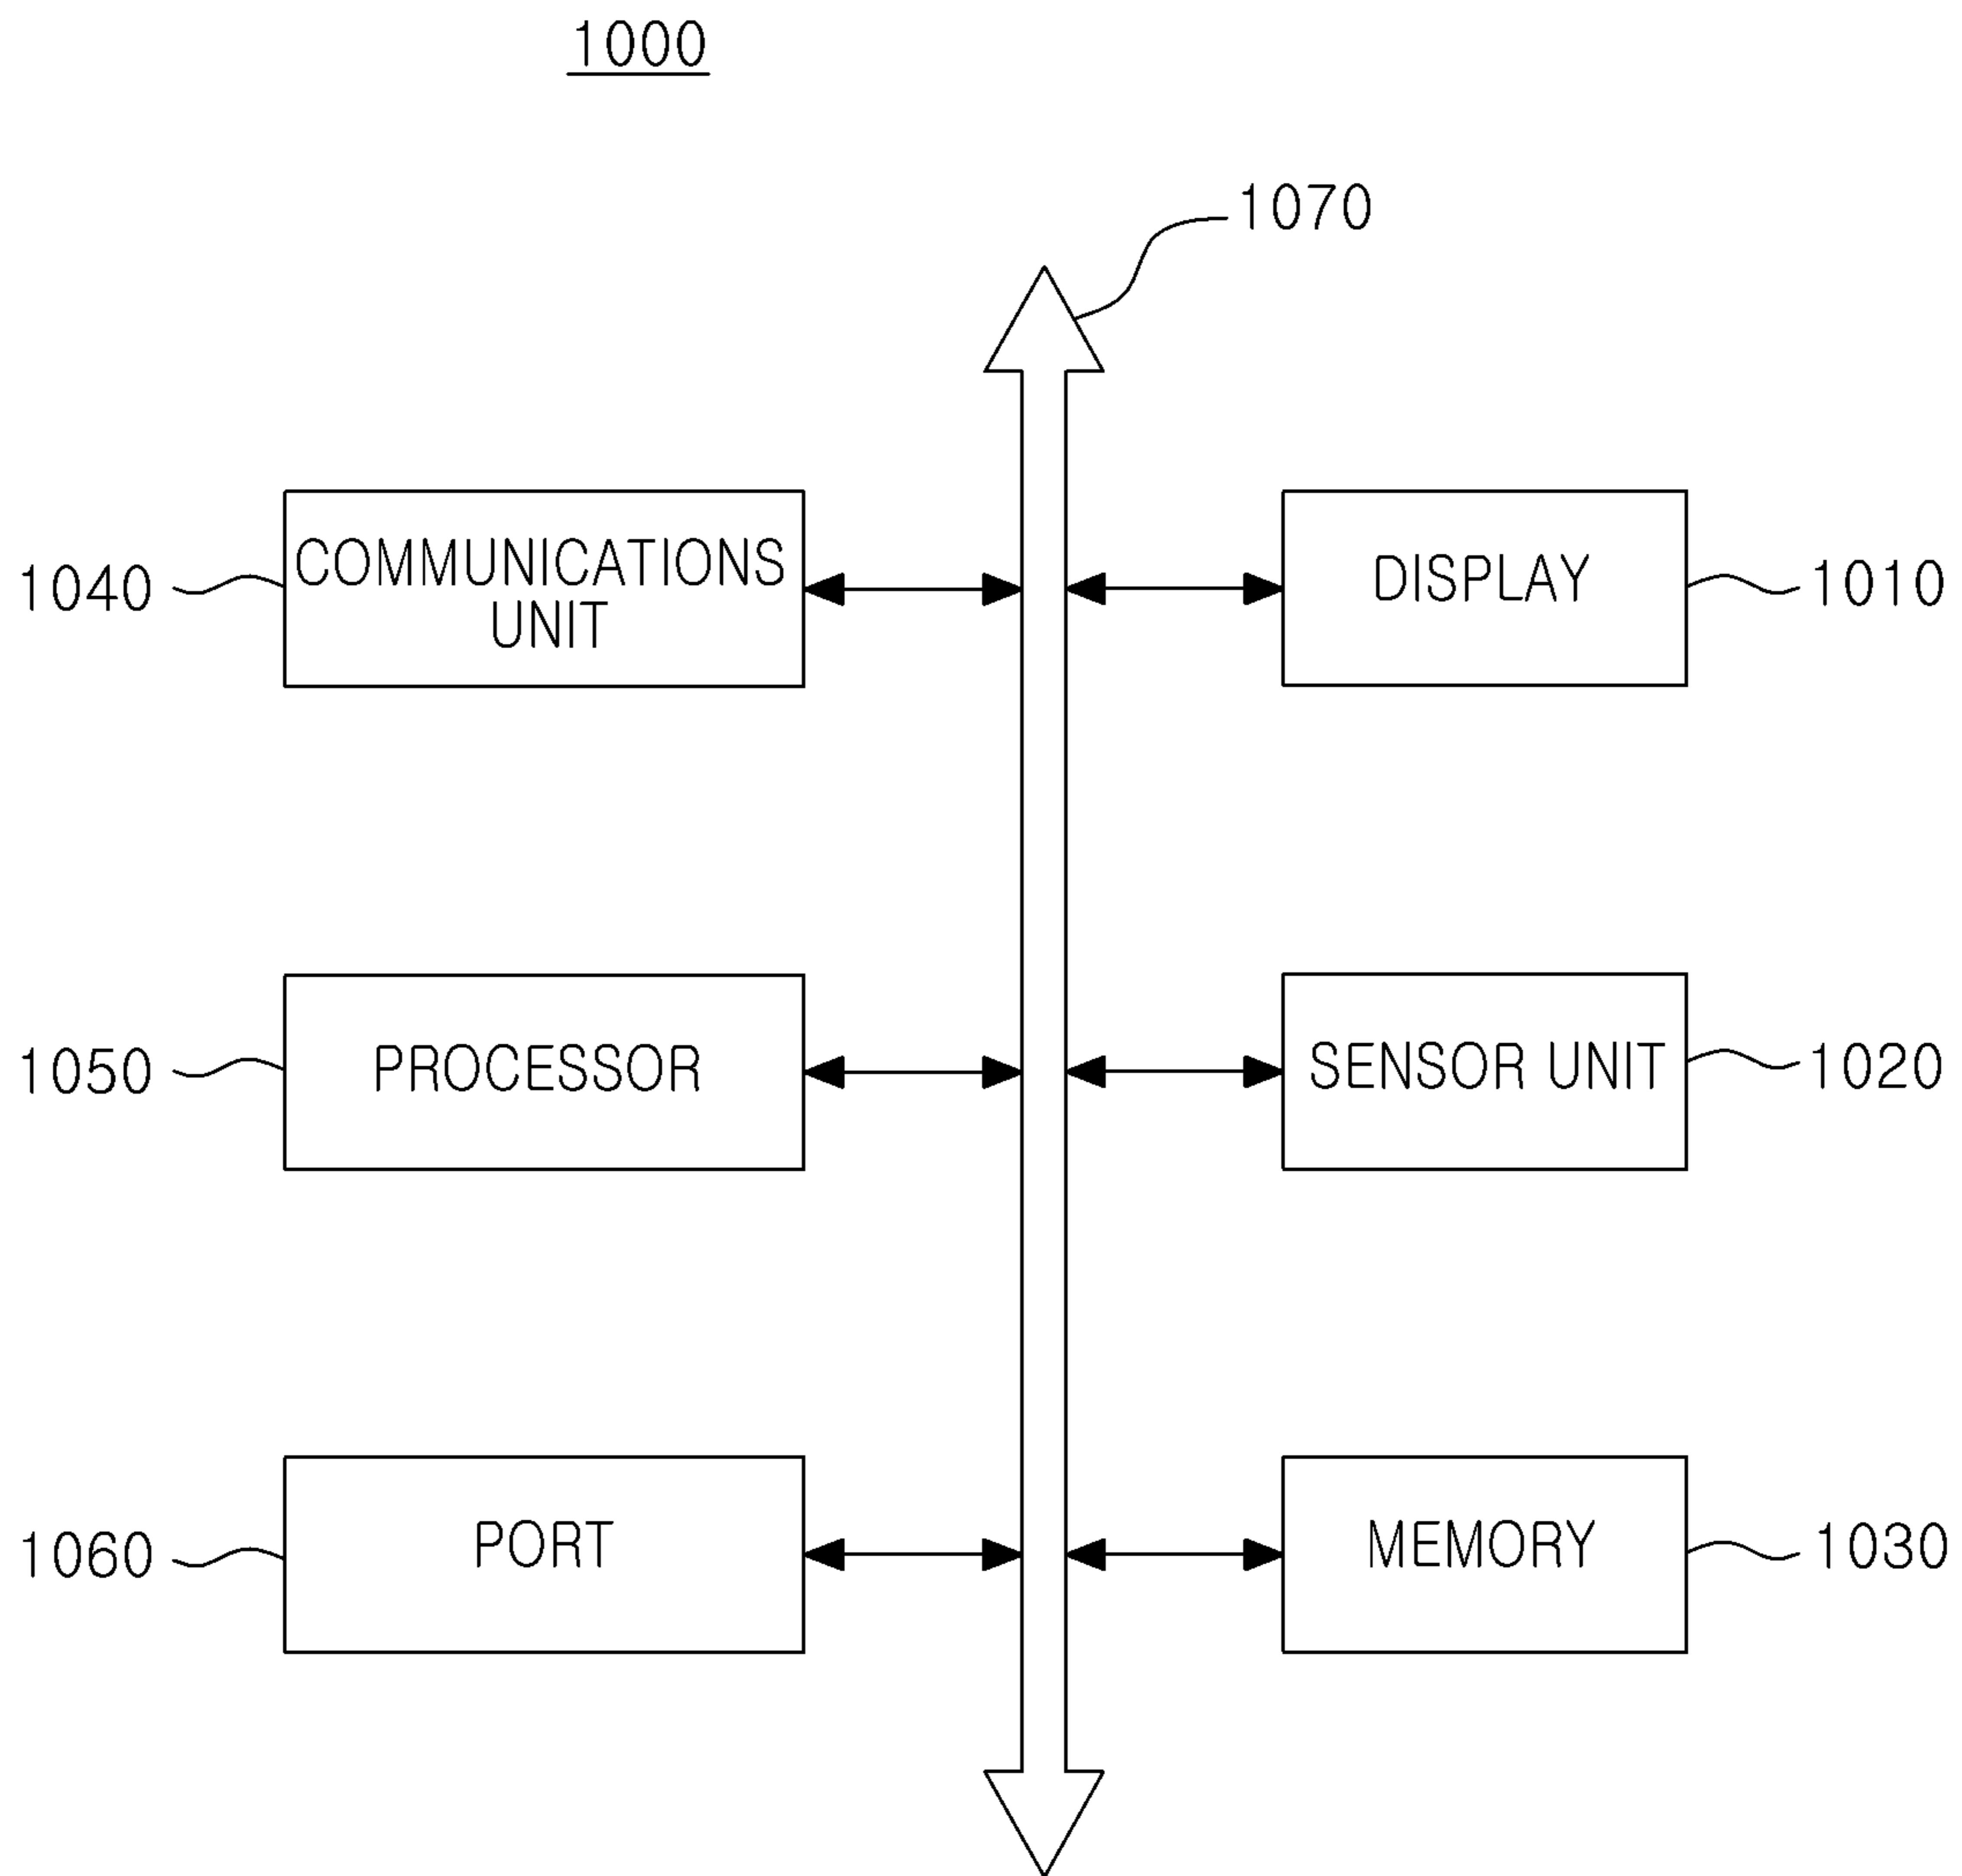 1000
1070
COMMUNICATIONS
UNIT
1040
DISPLAY
1010
1050
PROCESSOR
SENSOR UNIT
1020
1060
PORT
MEMORY
1030